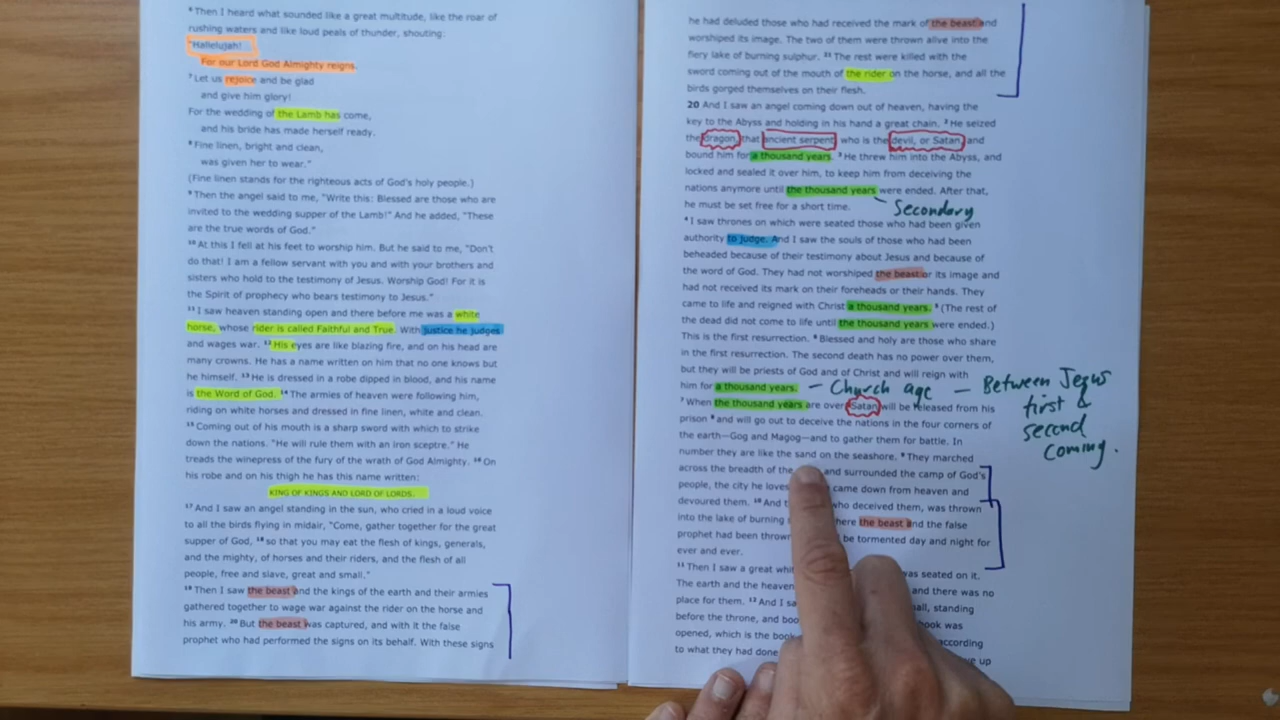 ⁶ Then I heard what sounded like a great multitude, like the roar of
rushing waters and like loud peals of thunder, shouting:
"Hallelujah!
For our Lord God Almighty reigns.
⁷ Let us rejoice and be glad
and give him glory!
For the wedding of the Lamb has come,
and his bride has made herself ready.
⁸ Fine linen, bright and clean,
was given her to wear."
(Fine linen stands for the righteous acts of God's holy people.)
⁹ Then the angel said to me, "Write this: Blessed are those who are
invited to the wedding supper of the Lamb!" And he added, "These
are the true words of God."
¹⁰ At this I fell at his feet to worship him. But he said to me, "Don't
do that! I am a fellow servant with you and with your brothers and
sisters who hold to the testimony of Jesus. Worship God! For it is
the Spirit of prophecy who bears testimony to Jesus."
¹¹ I saw heaven standing open and there before me was a white
horse, whose rider is called Faithful and True. With justice he judges
and wages war. ¹² His eyes are like blazing fire, and on his head are
many crowns. He has a name written on him that no one knows but
he himself. ¹³ He is dressed in a robe dipped in blood, and his name
is the Word of God. ¹⁴ The armies of heaven were following him,
riding on white horses and dressed in fine linen, white and clean.
¹⁵ Coming out of his mouth is a sharp sword with which to strike
down the nations. "He will rule them with an iron sceptre." He
treads the winepress of the fury of the wrath of God Almighty. ¹⁶ On
his robe and on his thigh he has this name written:
KING OF KINGS AND LORD OF LORDS.
¹⁷ And I saw an angel standing in the sun, who cried in a loud voice
to all the birds flying in midair, "Come, gather together for the great
supper of God, ¹⁸ so that you may eat the flesh of kings, generals,
and the mighty, of horses and their riders, and the flesh of all
people, free and slave, great and small."
¹⁹ Then I saw the beast and the kings of the earth and their armies
gathered together to wage war against the rider on the horse and
his army. ²⁰ But the beast was captured, and with it the false
prophet who had performed the signs on its behalf. With these signs
he had deluded those who had received the mark of the beast and
worshiped its image. The two of them were thrown alive into the
fiery lake of burning sulphur. ²¹ The rest were killed with the
sword coming out of the mouth of the rider on the horse, and all the
birds gorged themselves on their flesh.
20 And I saw an angel coming down out of heaven, having the
key to the Abyss and holding in his hand a great chain. ² He seized
the dragon, that ancient serpent, who is the devil, or Satan, and
bound him for a thousand years. ³ He threw him into the Abyss, and
locked and sealed it over him, to keep him from deceiving the
nations anymore until the thousand years were ended. After that,
he must be set free for a short time.
Secondary
⁴ I saw thrones on which were seated those who had been given
authority to judge. And I saw the souls of those who had been
beheaded because of their testimony about Jesus and because of
the word of God. They had not worshiped the beast or its image and
had not received its mark on their foreheads or their hands. They
came to life and reigned with Christ a thousand years. ⁵ (The rest of
the dead did not come to life until the thousand years were ended.)
This is the first resurrection. ⁶ Blessed and holy are those who share
in the first resurrection. The second death has no power over them,
but they will be priests of God and of Christ and will reign with
him for a thousand years.
– Church age – Between Jesus
first &
second
coming.
⁷ When the thousand years are over, Satan will be released from his
prison ⁸ and will go out to deceive the nations in the four corners of
the earth—Gog and Magog—and to gather them for battle. In
number they are like the sand on the seashore. ⁹ They marched
across the breadth of the and surrounded the camp of God's
people, the city he loves came down from heaven and
devoured them. ¹⁰ And who deceived them, was thrown
into the lake of burning the beast and the false
prophet had been thrown be tormented day and night for
ever and ever.
¹¹ Then I saw a great was seated on it.
The earth and the and there was no
place for them. ¹² And I standing
before the throne, and was
opened, which is the according
to what they had done up